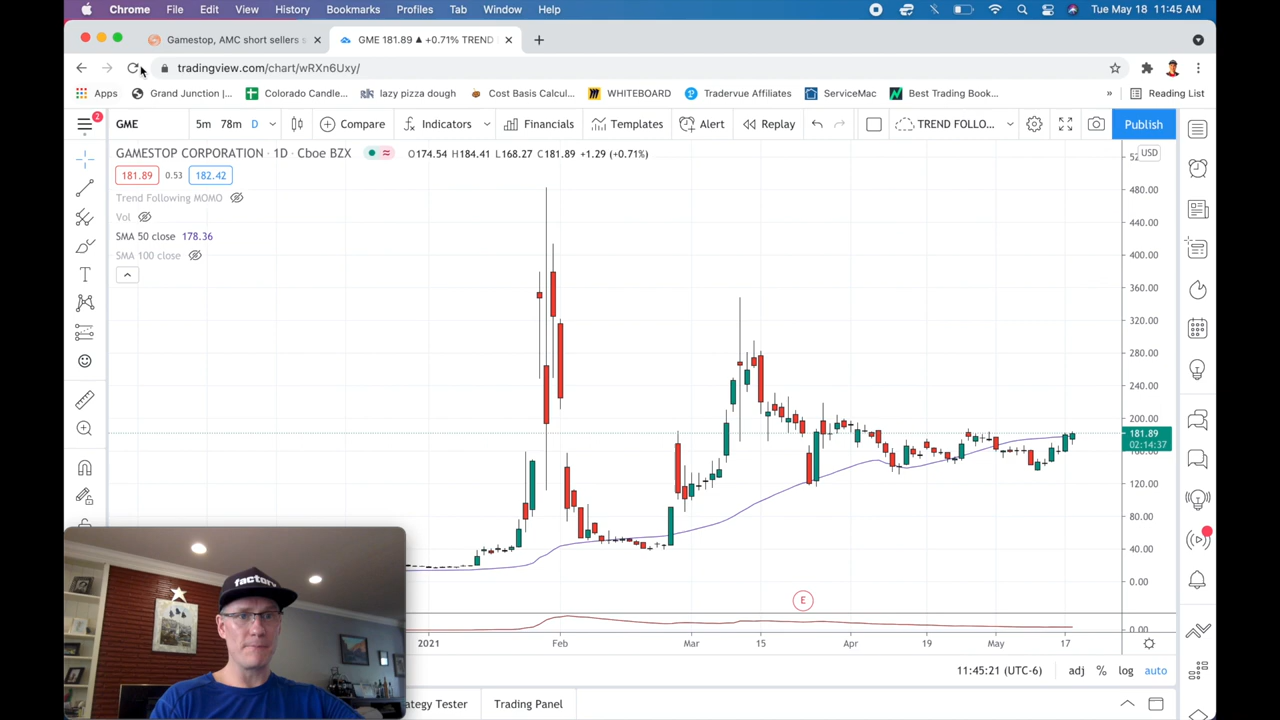 Chrome File Edit View History Bookmarks Profiles Tab Window Help Tue May 18 11:45 AM
Gamestop, AMC short sellers s GME 181.89 ▲ +0.71% TREND
tradingview.com/chart/wRXn6Uxy/
Apps Grand Junction |... Colorado Candle... lazy pizza dough Cost Basis Calcul... WHITEBOARD Tradervue Affiliates ServiceMac Best Trading Book... » Reading List
2
GME 5m 78m D Compare Indicators Financials Templates Alert Replay TREND FOLLO... Publish
GAMESTOP CORPORATION · 1D · Cboe BZX O174.54 H184.41 L168.27 C181.89 +1.29 (+0.71%)
USD
181.89 0.53 182.42
Trend Following MOMO
Vol
SMA 50 close 178.36
SMA 100 close
480.00
440.00
400.00
360.00
320.00
280.00
240.00
200.00
181.89
02:14:37
160.00
120.00
80.00
40.00
0.00
factory
E
0.00
2021 Feb Mar 15 Apr 19 May 17
11:45:21 (UTC-6) adj % log auto
ategy Tester Trading Panel